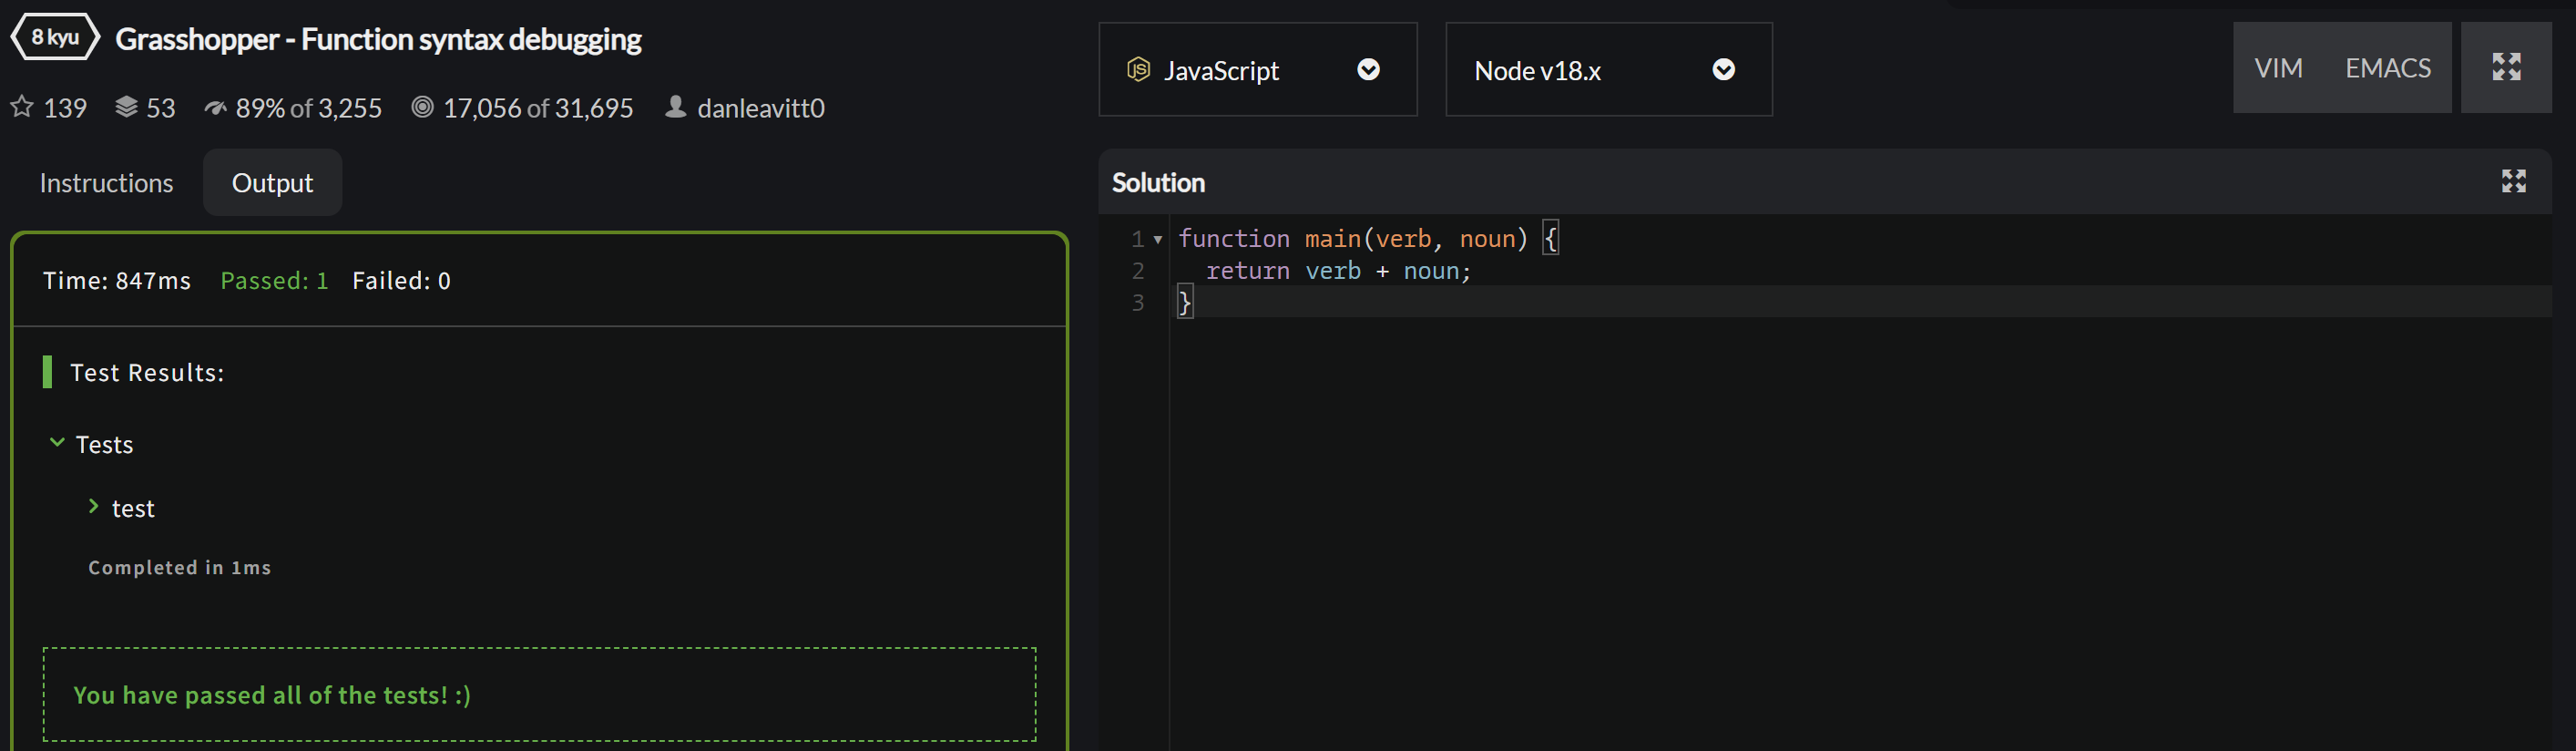 8 kyu Grasshopper - Function syntax debugging
139 53 89% of 3,255 17,056 of 31,695 danleavitt0
Instructions Output
Time: 847ms Passed: 1 Failed: 0
Test Results:
Tests
test
Completed in 1ms
You have passed all of the tests! :)
JS JavaScript Node v18.x VIM EMACS
Solution
1 function main(verb, noun) {
2 return verb + noun;
3 }